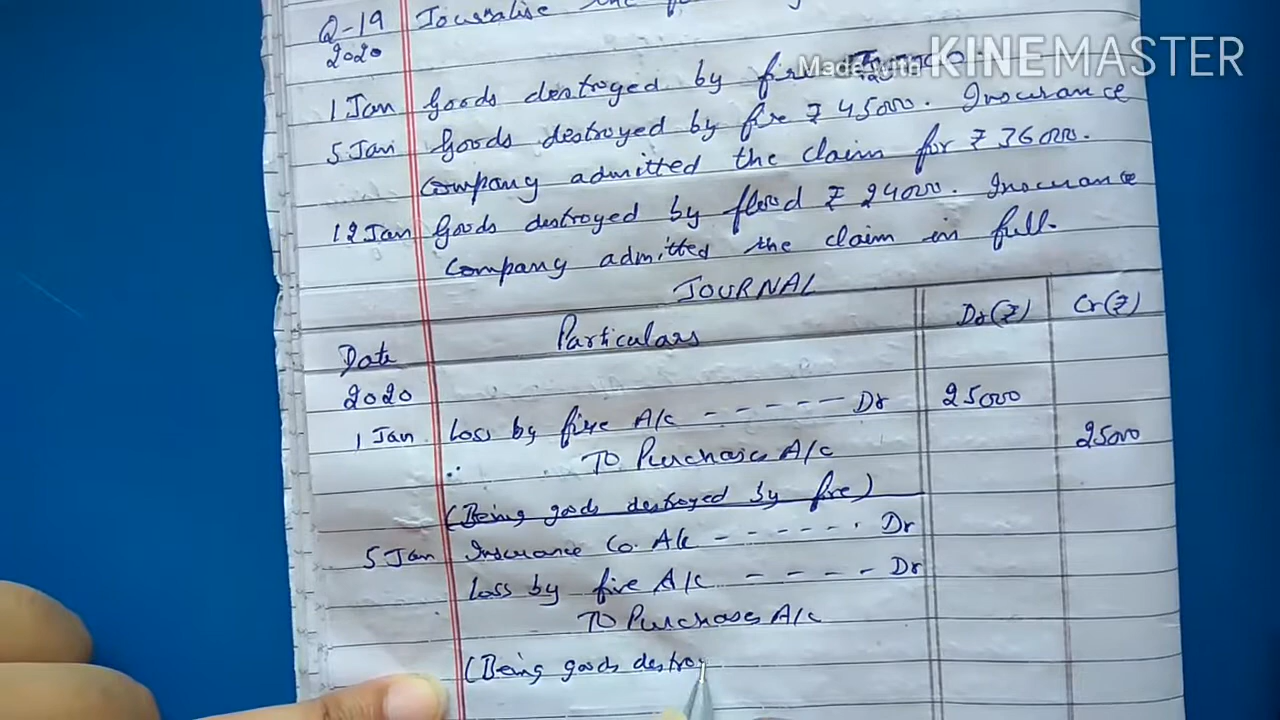 Q-19 Journalise the
2020
Made with KINEMASTER
1 Jan Goods destroyed by fire
5 Jan Goods destroyed by fire ₹ 45000. Insurance
Company admitted the claim for ₹ 36000.
12 Jan Goods destroyed by flood ₹ 24000. Insurance
Company admitted the claim in full.
JOURNAL
Date Particulars Dr(₹) Cr(₹)
2020
1 Jan Loss by fire A/c ------ Dr 25000
To Purchases A/c 25000
(Being goods destroyed by fire)
5 Jan Insurance Co. A/c ------- Dr
Loss by fire A/c ---- Dr
To Purchases A/c
(Being goods destroy